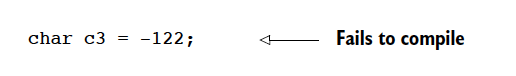 char c3 = -122; Fails to compile